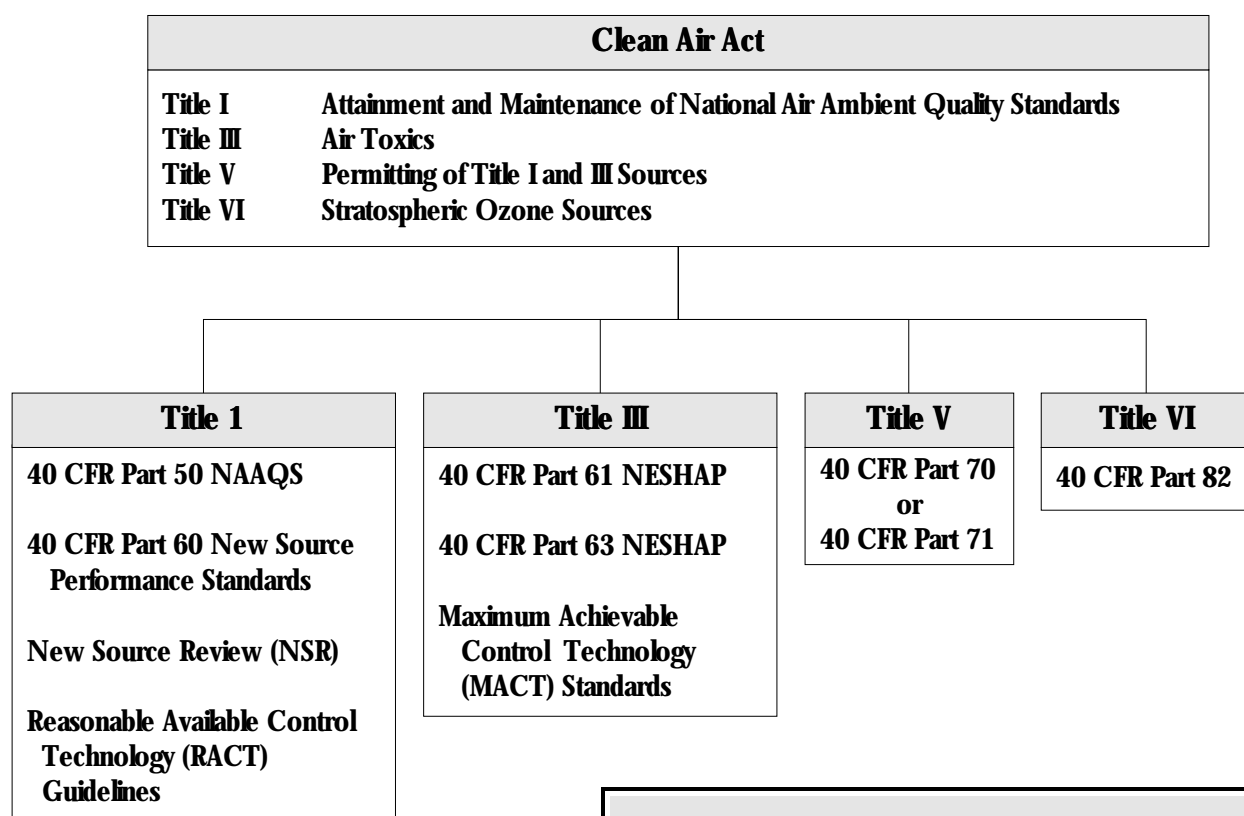 Clean Air Act
Title I Attainment and Maintenance of National Air Ambient Quality Standards
Title III Air Toxics
Title V Permitting of Title I and III Sources
Title VI Stratospheric Ozone Sources
Title 1
40 CFR Part 50 NAAQS
40 CFR Part 60 New Source
Performance Standards
New Source Review (NSR)
Reasonable Available Control
Technology (RACT)
Guidelines
Title III
40 CFR Part 61 NESHAP
40 CFR Part 63 NESHAP
Maximum Achievable
Control Technology
(MACT) Standards
Title V
40 CFR Part 70
or
40 CFR Part 71
Title VI
40 CFR Part 82